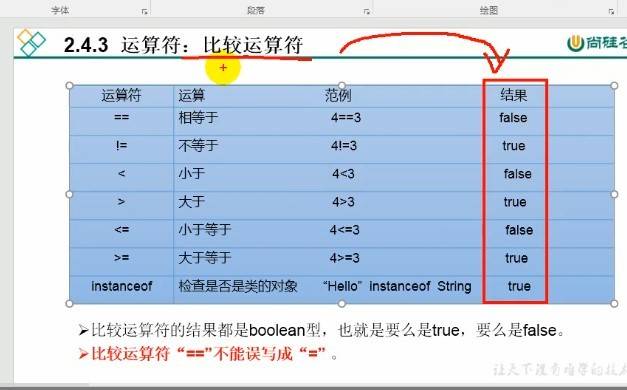 字体
段落
绘图
2.4.3 运算符：比较运算符
尚硅谷
运算符 运算 范例 结果
== 相等于 4==3 false
!= 不等于 4!=3 true
< 小于 4<3 false
> 大于 4>3 true
<= 小于等于 4<=3 false
>= 大于等于 4>=3 true
instanceof 检查是否是类的对象 “Hello” instanceof String true
➢比较运算符的结果都是boolean型，也就是要么是true，要么是false。
➢比较运算符“==”不能误写成“=” 。
让天下没有难学的技术